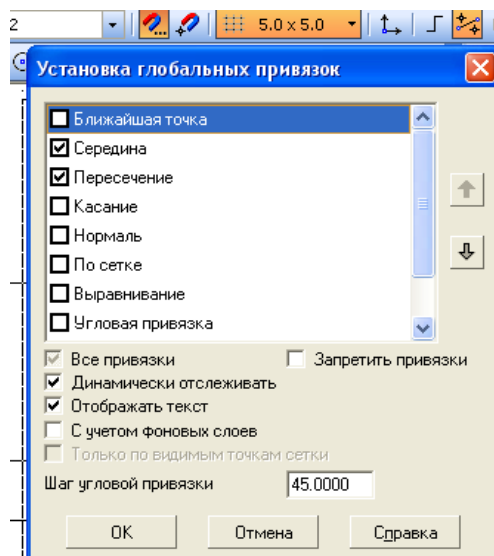 2
5.0 x 5.0
Установка глобальных привязок
Ближайшая точка
Середина
Пересечение
Касание
Нормаль
По сетке
Выравнивание
Угловая привязка
Все привязки Запретить привязки
Динамически отслеживать
Отображать текст
С учетом фоновых слоев
Только по видимым точкам сетки
Шаг угловой привязки 45.0000
OK Отмена Справка